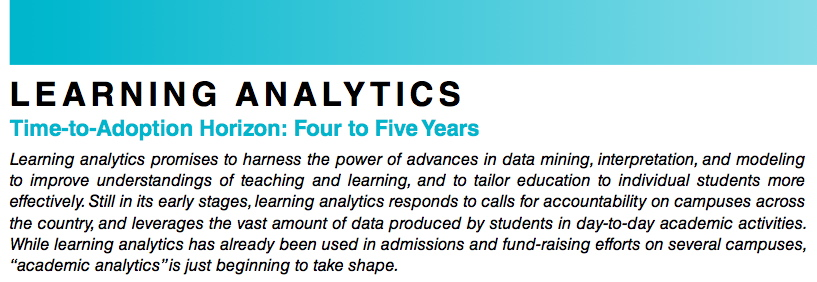 LEARNING ANALYTICS
Time-to-Adoption Horizon: Four to Five Years
Learning analytics promises to harness the power of advances in data mining, interpretation, and modeling
to improve understandings of teaching and learning, and to tailor education to individual students more
effectively. Still in its early stages, learning analytics responds to calls for accountability on campuses across
the country, and leverages the vast amount of data produced by students in day-to-day academic activities.
While learning analytics has already been used in admissions and fund-raising efforts on several campuses,
“academic analytics” is just beginning to take shape.